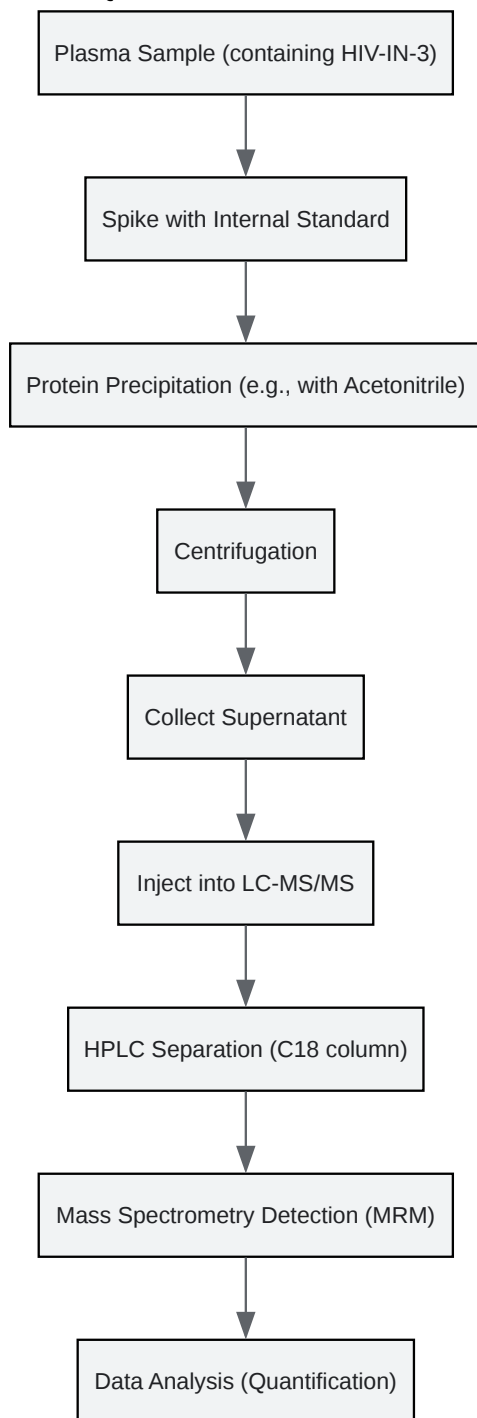 Plasma Sample (containing HIV-IN-3)
Spike with Internal Standard
Protein Precipitation (e.g., with Acetonitrile)
Centrifugation
Collect Supernatant
Inject into LC-MS/MS
HPLC Separation (C18 column)
Mass Spectrometry Detection (MRM)
Data Analysis (Quantification)